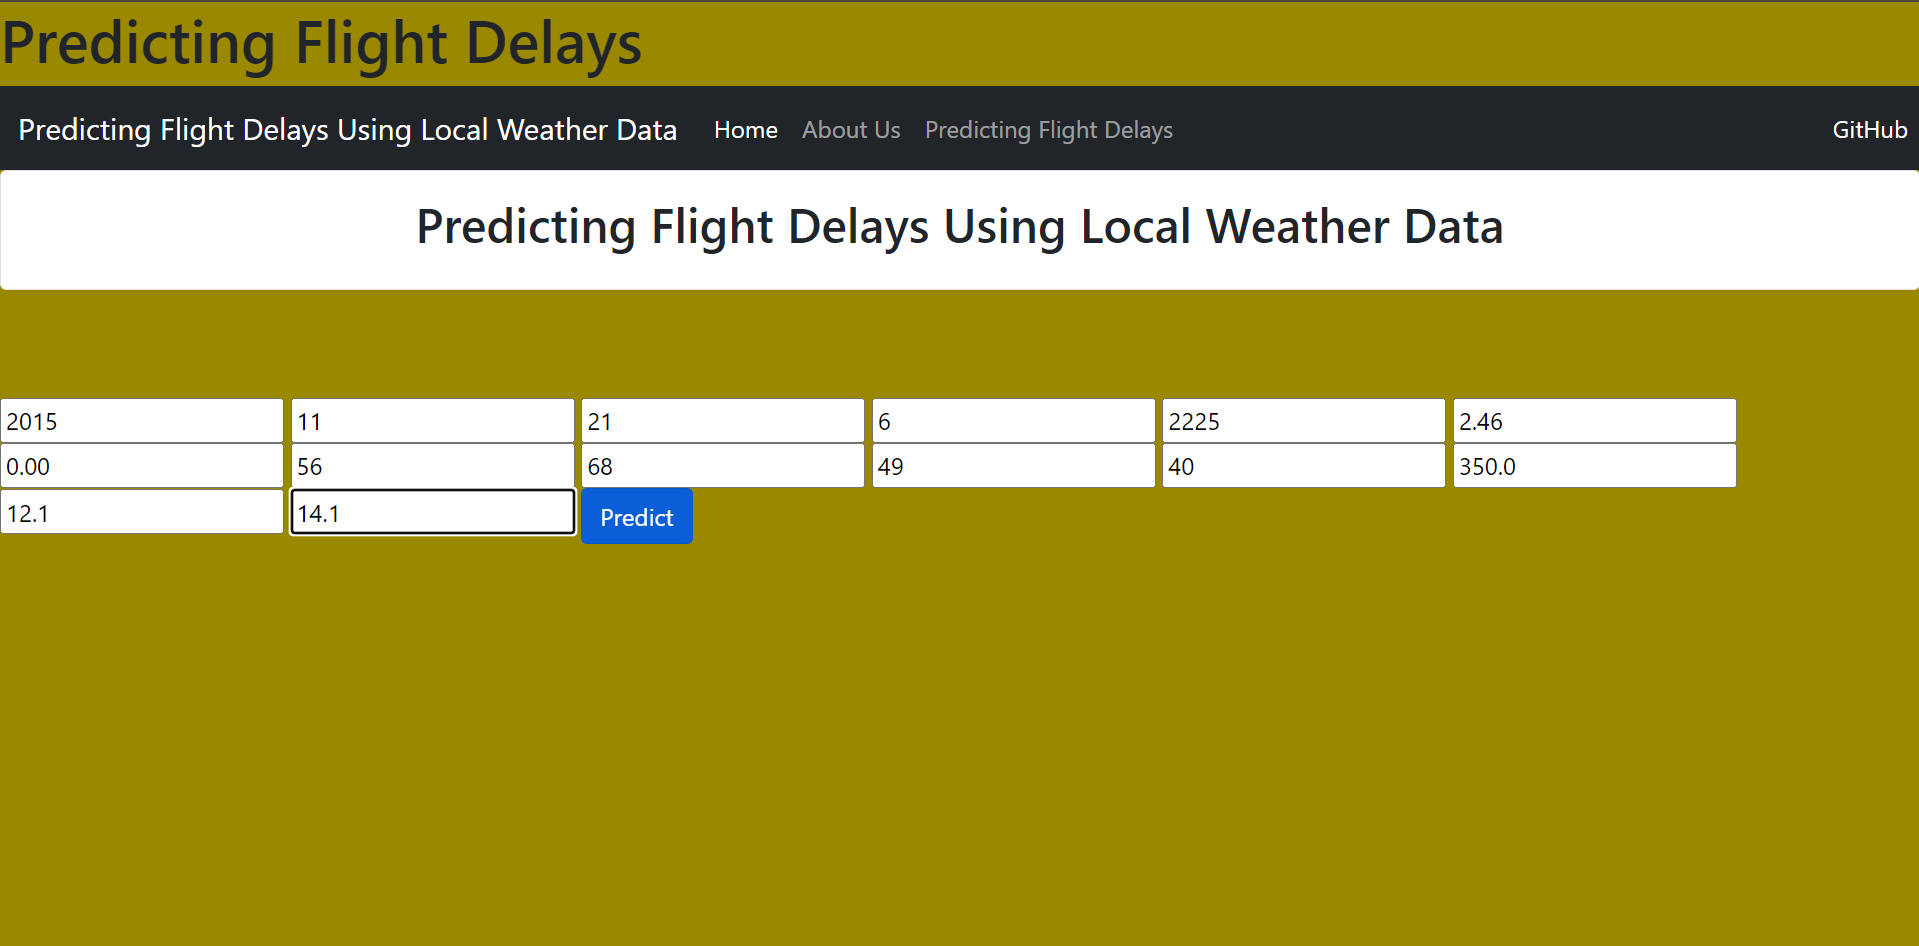 Predicting Flight Delays
Predicting Flight Delays Using Local Weather Data Home About Us Predicting Flight Delays GitHub
Predicting Flight Delays Using Local Weather Data
2015 11 21 6 2225 2.46
0.00 56 68 49 40 350.0
12.1 14.1 Predict